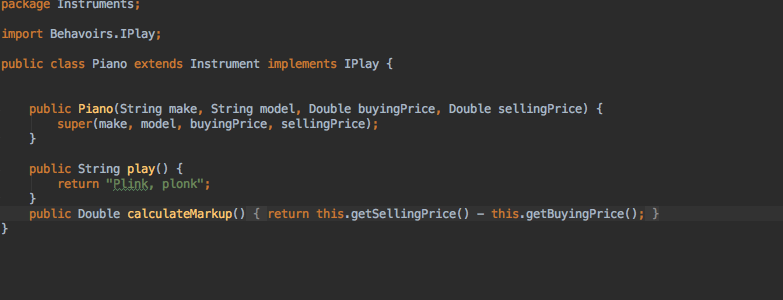 package Instruments;
import Behavoirs.IPlay;
public class Piano extends Instrument implements IPlay {
public Piano(String make, String model, Double buyingPrice, Double sellingPrice) {
super(make, model, buyingPrice, sellingPrice);
}
public String play() {
return "Plink, plonk";
}
public Double calculateMarkup() { return this.getSellingPrice() - this.getBuyingPrice(); }
}